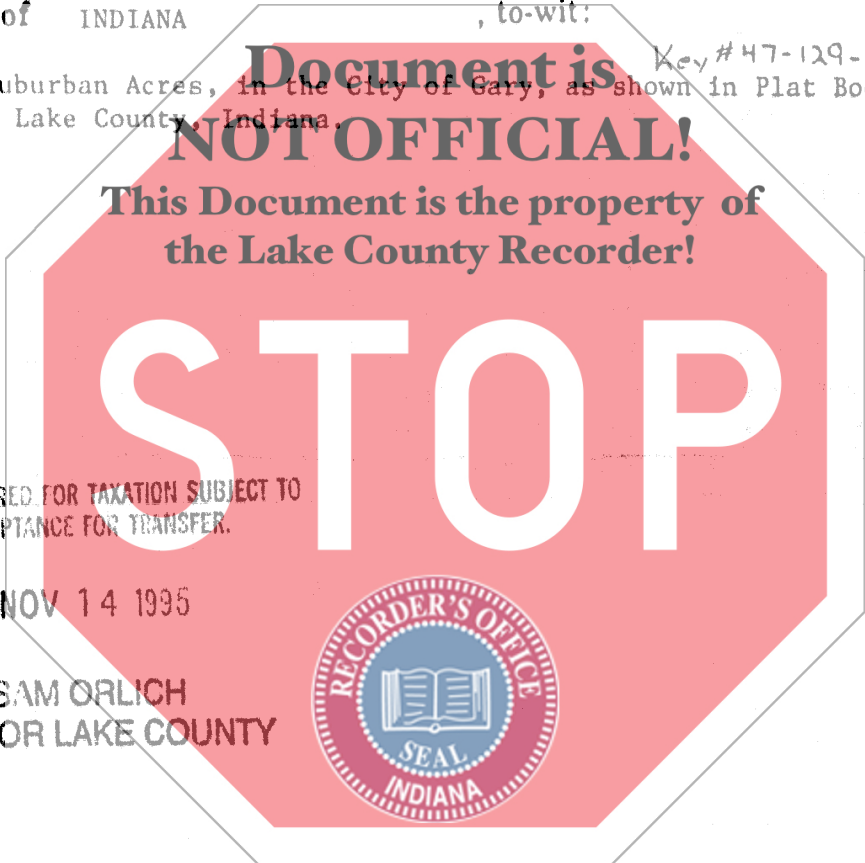 of INDIANA , to-wit:
Key #47-129-
uburban Acres, in the City of Gary, as shown in Plat Bo
Lake County, Indiana.
Document is
NOT OFFICIAL!
This Document is the property of
the Lake County Recorder!
STOP
RED FOR TAXATION SUBJECT TO
PTANCE FOR TRANSFER.
NOV 14 1995
SAM ORLICH
OR LAKE COUNTY
RECORDER'S OFFICE
SEAL
INDIANA